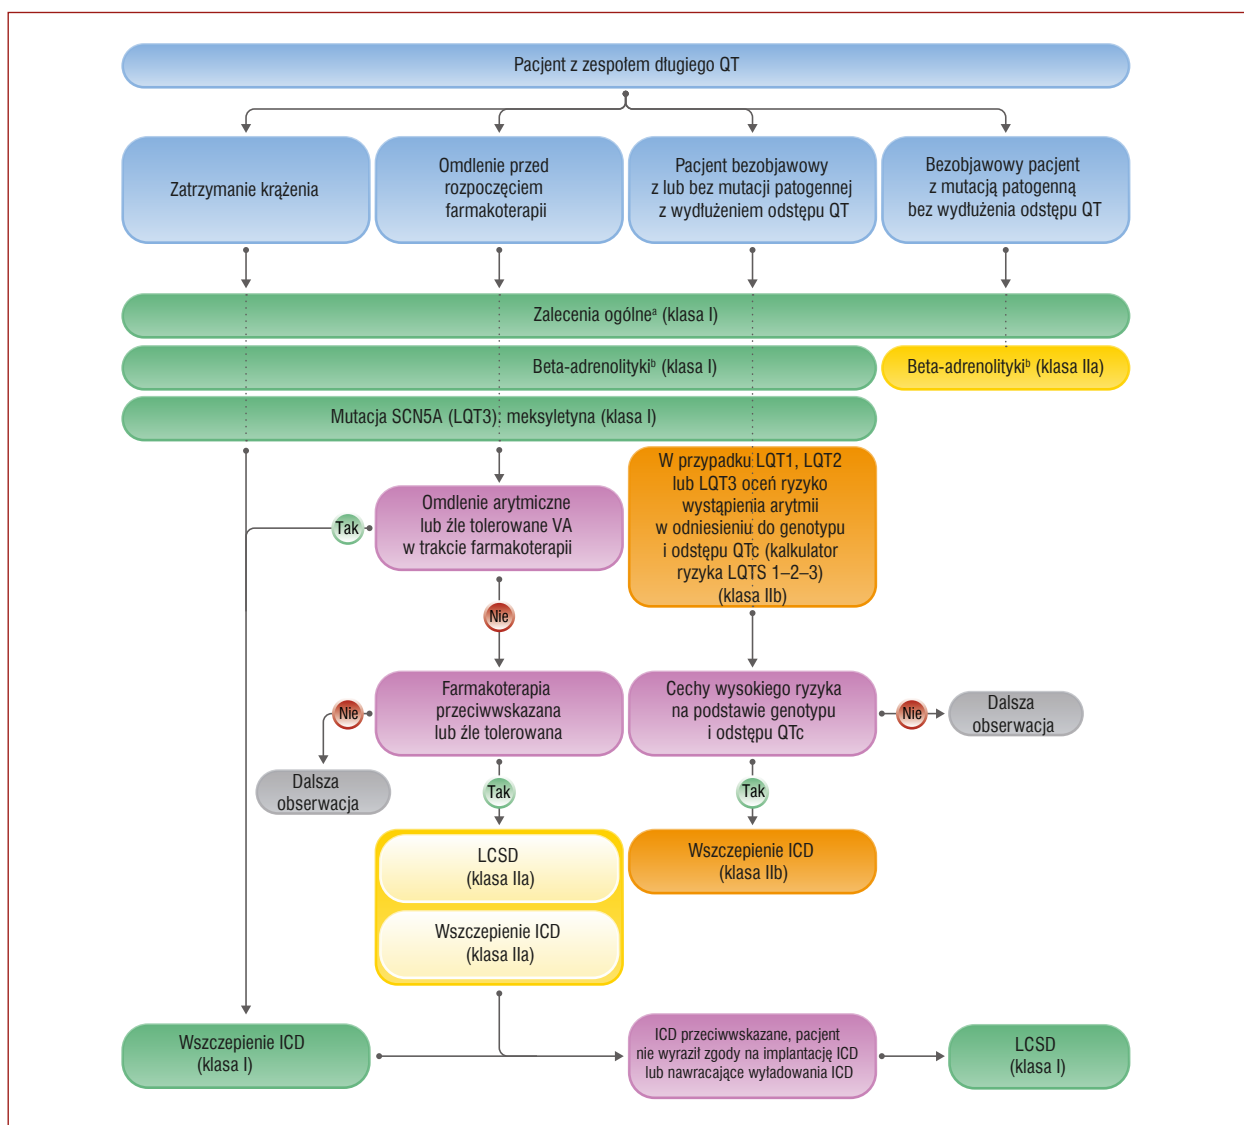 Pacjent z zespołem długiego QT
Zatrzymanie krążenia
Omdlenie przed
rozpoczęciem
farmakoterapii
Pacjent bezobjawowy
z lub bez mutacji patogennej
z wydłużeniem odstępu QT
Bezobjawowy pacjent
z mutacją patogenną
bez wydłużenia odstępu QT
Zalecenia ogólneᵃ (klasa I)
Beta-adrenolitykiᵇ (klasa I)
Beta-adrenolitykiᵇ (klasa IIa)
Mutacja SCN5A (LQT3): meksyletyna (klasa I)
Omdlenie arytmiczne
lub źle tolerowane VA
w trakcie farmakoterapii
Tak
Nie
W przypadku LQT1, LQT2
lub LQT3 oceń ryzyko
wystąpienia arytmii
w odniesieniu do genotypu
i odstępu QTc (kalkulator
ryzyka LQTS 1–2–3)
(klasa IIb)
Farmakoterapia
przeciwwskazana
lub źle tolerowana
Nie
Dalsza
obserwacja
Tak
Cechy wysokiego ryzyka
na podstawie genotypu
i odstępu QTc
Nie
Dalsza
obserwacja
Tak
LCSD
(klasa IIa)
Wszczepienie ICD
(klasa IIa)
Wszczepienie ICD
(klasa IIb)
Wszczepienie ICD
(klasa I)
ICD przeciwwskazane, pacjent
nie wyraził zgody na implantację ICD
lub nawracające wyładowania ICD
LCSD
(klasa I)